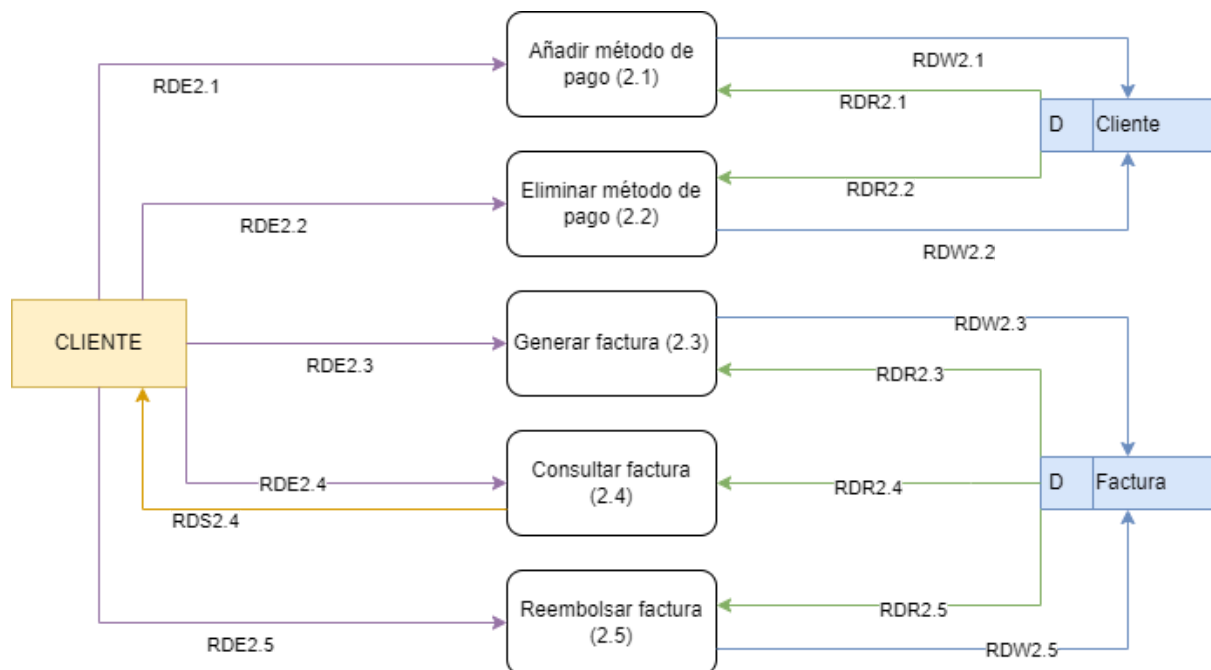 Añadir método de
pago (2.1)
RDW2.1
RDE2.1
RDR2.1
D
Cliente
Eliminar método de
pago (2.2)
RDR2.2
RDE2.2
RDW2.2
CLIENTE
Generar factura (2.3)
RDW2.3
RDE2.3
RDR2.3
Consultar factura
(2.4)
RDE2.4
RDR2.4
D
Factura
RDS2.4
Reembolsar factura
(2.5)
RDR2.5
RDE2.5
RDW2.5